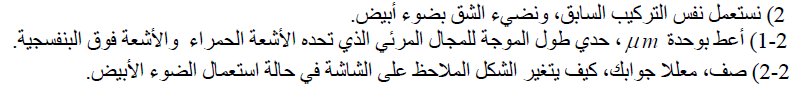 2) نستعمل نفس التركيب السابق، ونضيء الشق بضوء أبيض.
2-1) أعط بوحدة μm ، حدي طول الموجة للمجال المرئي الذي تحده الأشعة الحمراء والأشعة فوق البنفسجية.
2-2) صف، معللا جوابك، كيف يتغير الشكل الملاحظ على الشاشة في حالة استعمال الضوء الأبيض.